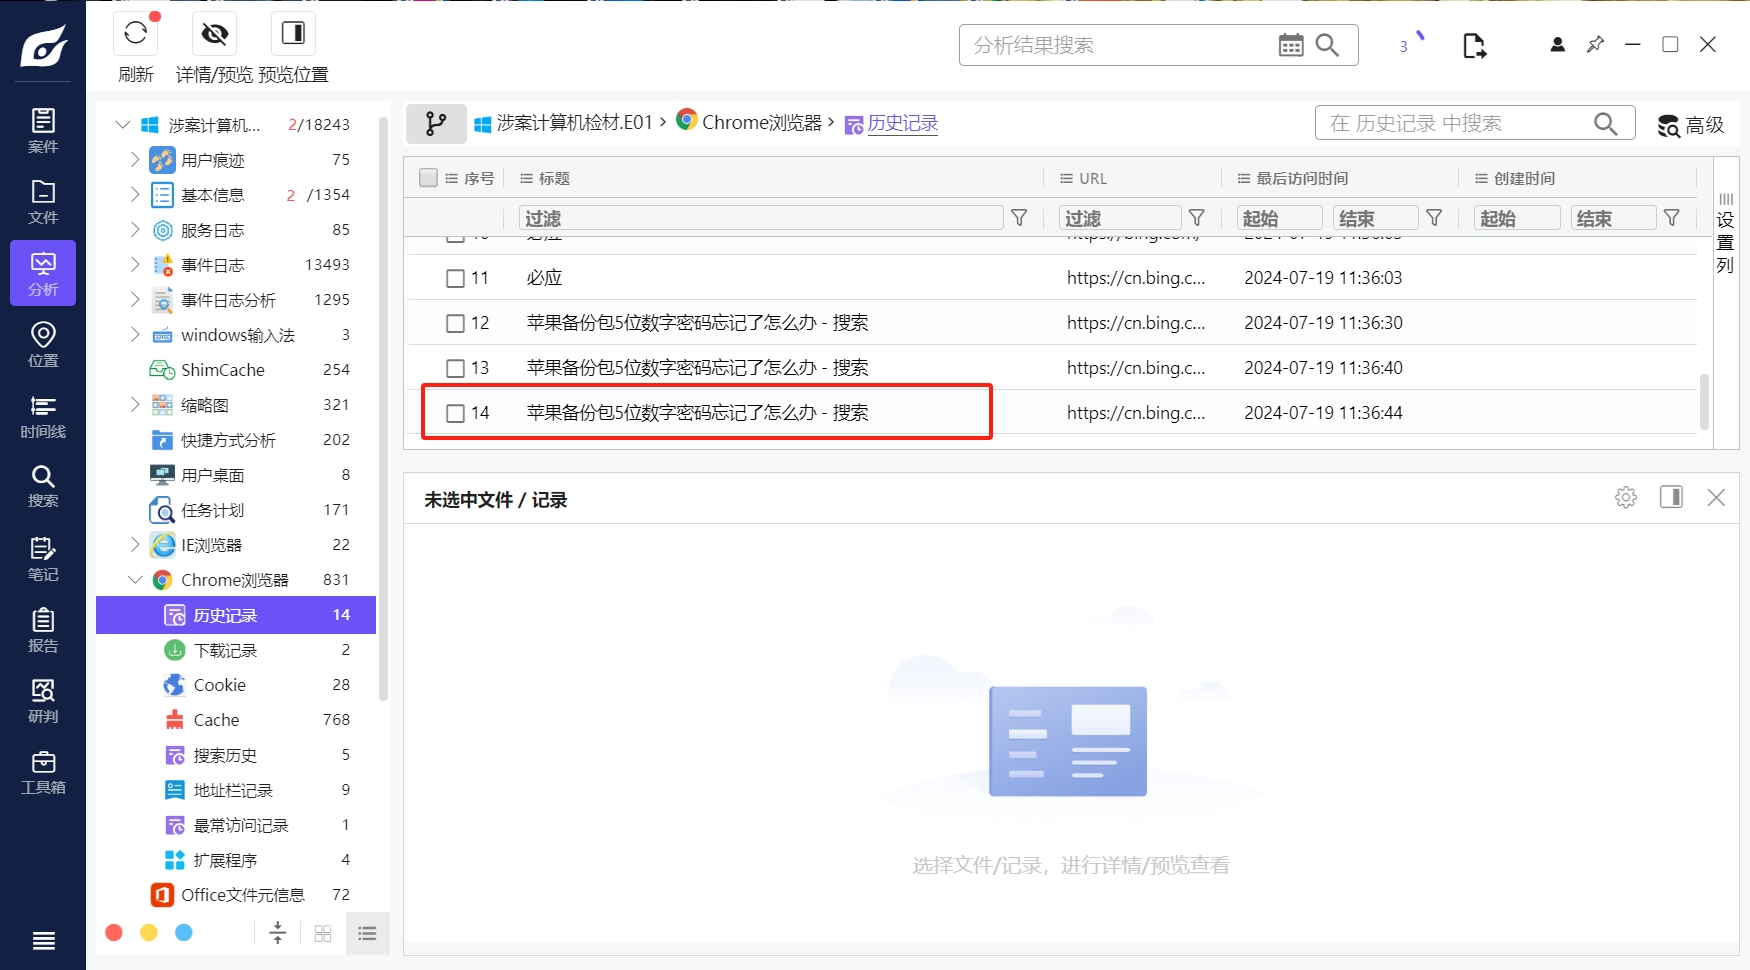 刷新
详情/预览
预览位置
分析结果搜索
3
案件
文件
分析
位置
时间线
搜索
笔记
报告
研判
工具箱
涉案计算机... 2/18243
用户痕迹 75
基本信息 2 /1354
服务日志 85
事件日志 13493
事件日志分析 1295
windows输入法 3
ShimCache 254
缩略图 321
快捷方式分析 202
用户桌面 8
任务计划 171
IE浏览器 22
Chrome浏览器 831
历史记录 14
下载记录 2
Cookie 28
Cache 768
搜索历史 5
地址栏记录 9
最常访问记录 1
扩展程序 4
Office文件元信息 72
涉案计算机检材.E01 › Chrome浏览器 › 历史记录
在 历史记录 中搜索
高级
序号 标题 URL 最后访问时间 创建时间
过滤 过滤 起始 结束 起始 结束
11 必应 https://cn.bing.c... 2024-07-19 11:36:03
12 苹果备份包5位数字密码忘记了怎么办 - 搜索 https://cn.bing.c... 2024-07-19 11:36:30
13 苹果备份包5位数字密码忘记了怎么办 - 搜索 https://cn.bing.c... 2024-07-19 11:36:40
14 苹果备份包5位数字密码忘记了怎么办 - 搜索 https://cn.bing.c... 2024-07-19 11:36:44
设置列
未选中文件 / 记录
选择文件/记录，进行详情/预览查看